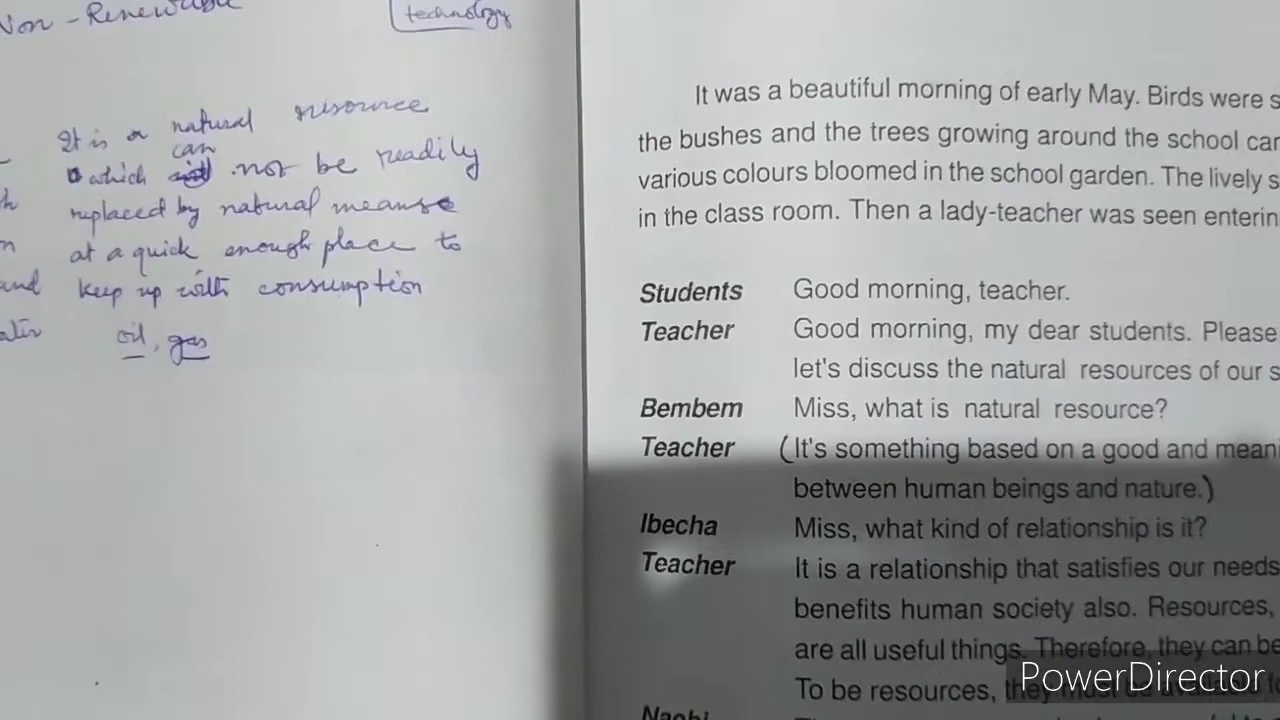 Non - Renewable
technology
It is a natural resource
can
which not be readily
replaced by natural means
at a quick enough place to
keep up with consumption
and
oil, gas
It was a beautiful morning of early May. Birds were s
the bushes and the trees growing around the school car
various colours bloomed in the school garden. The lively s
in the class room. Then a lady-teacher was seen enterin
Students Good morning, teacher.
Teacher Good morning, my dear students. Please
let's discuss the natural resources of our s
Bembem Miss, what is natural resource?
Teacher (It's something based on a good and mean
between human beings and nature.)
Ibecha Miss, what kind of relationship is it?
Teacher It is a relationship that satisfies our needs
benefits human society also. Resources,
are all useful things. Therefore, they can be
To be resources, they must be
PowerDirector